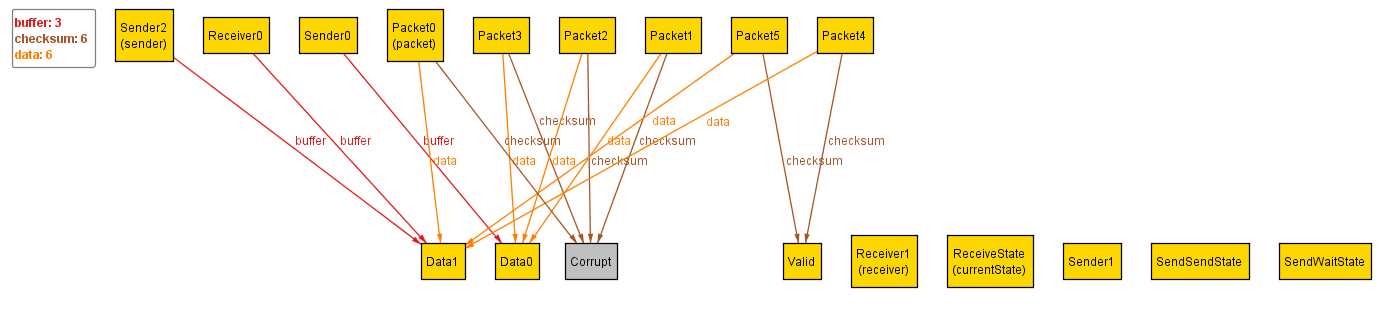 buffer: 3
checksum: 6
data: 6
Sender2
(sender)
Receiver0
Sender0
Packet0
(packet)
Packet3
Packet2
Packet1
Packet5
Packet4
checksum
data
data
buffer
buffer
buffer
checksum
data
checksum
checksum
data
data
data
checksum
checksum
Data1
Data0
Corrupt
Valid
Receiver1
(receiver)
ReceiveState
(currentState)
Sender1
SendSendState
SendWaitState